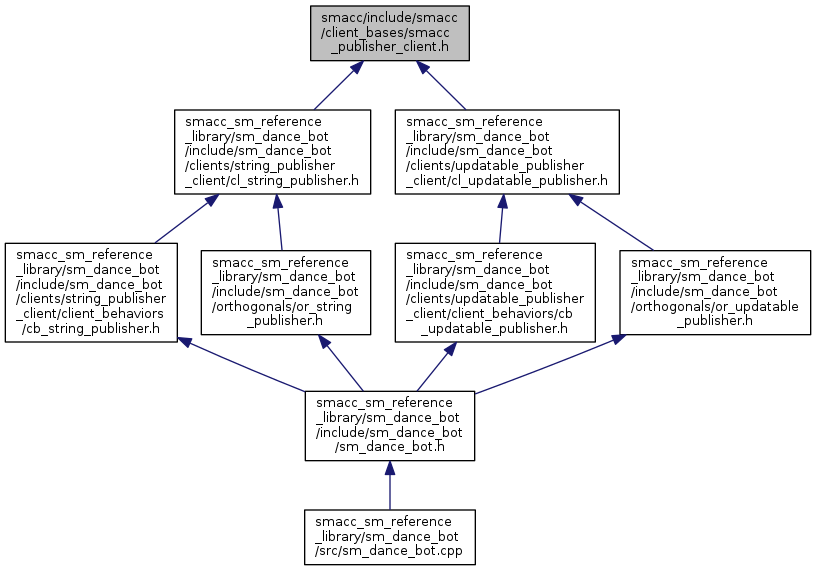 smacc/include/smacc
/client_bases/smacc
_publisher_client.h
smacc_sm_reference
_library/sm_dance_bot
/include/sm_dance_bot
/clients/string_publisher
_client/cl_string_publisher.h
smacc_sm_reference
_library/sm_dance_bot
/include/sm_dance_bot
/clients/updatable_publisher
_client/cl_updatable_publisher.h
smacc_sm_reference
_library/sm_dance_bot
/include/sm_dance_bot
/clients/string_publisher
_client/client_behaviors
/cb_string_publisher.h
smacc_sm_reference
_library/sm_dance_bot
/include/sm_dance_bot
/orthogonals/or_string
_publisher.h
smacc_sm_reference
_library/sm_dance_bot
/include/sm_dance_bot
/clients/updatable_publisher
_client/client_behaviors/cb
_updatable_publisher.h
smacc_sm_reference
_library/sm_dance_bot
/include/sm_dance_bot
/orthogonals/or_updatable
_publisher.h
smacc_sm_reference
_library/sm_dance_bot
/include/sm_dance_bot
/sm_dance_bot.h
smacc_sm_reference
_library/sm_dance_bot
/src/sm_dance_bot.cpp